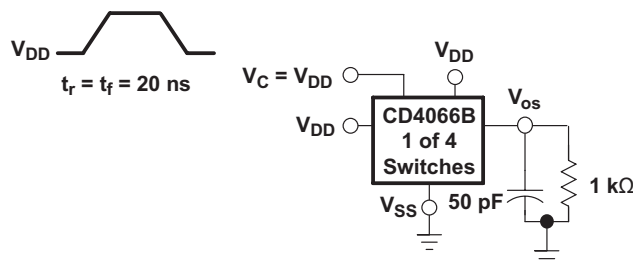 V_DD
t_r = t_f = 20 ns
V_C = V_DD
V_DD
V_DD
CD4066B
1 of 4
Switches
V_os
V_SS
50 pF
1 kΩ